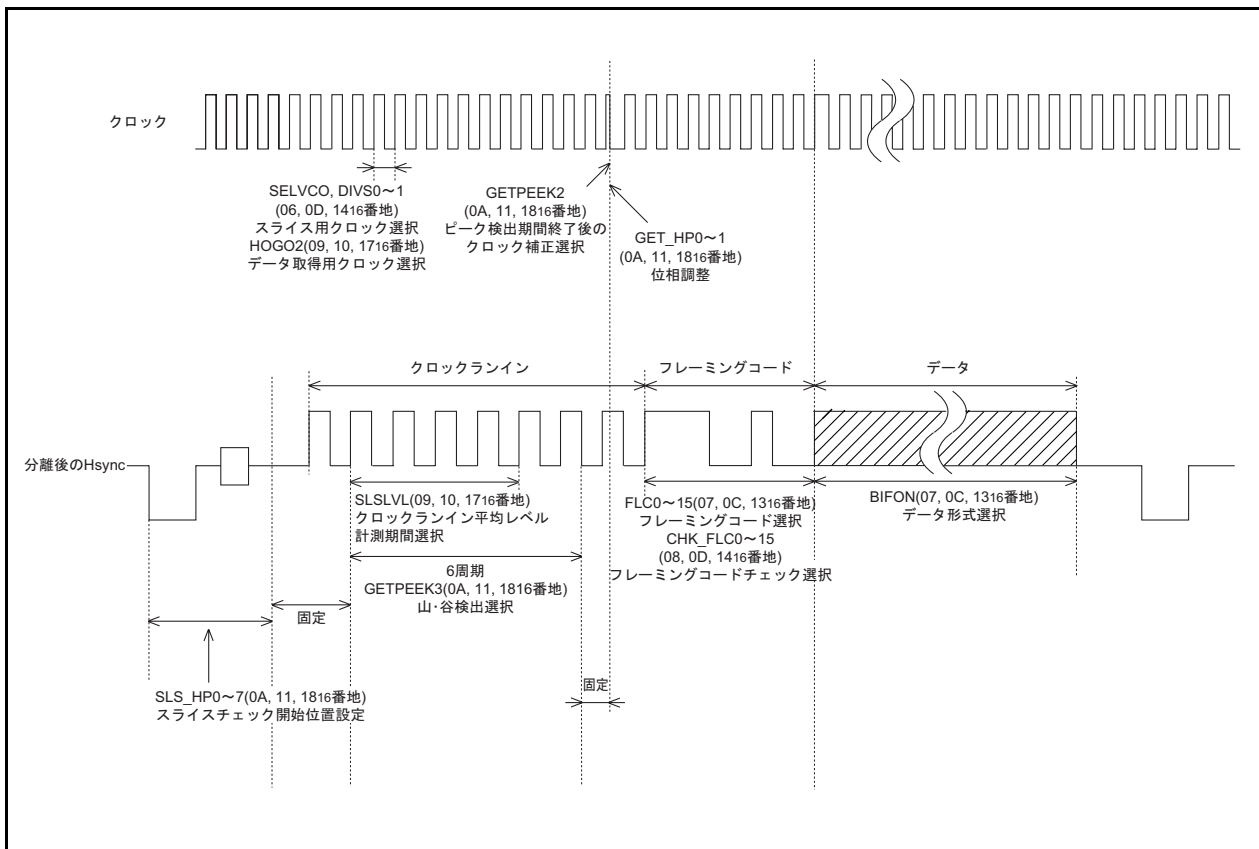 クロック
SELVCO, DIVS0～1
(06, 0D, 1416番地)
スライス用クロック選択
HOGO2(09, 10, 1716番地)
データ取得用クロック選択
GETPEEK2
(0A, 11, 1816番地)
ピーク検出期間終了後の
クロック補正選択
GET_HP0～1
(0A, 11, 1816番地)
位相調整
クロックランイン
フレーミングコード
データ
分離後のHsync
SLSLVL(09, 10, 1716番地)
クロックランイン平均レベル
計測期間選択
6周期
GETPEEK3(0A, 11, 1816番地)
山･谷検出選択
FLC0～15(07, 0C, 1316番地)
フレーミングコード選択
CHK_FLC0～15
(08, 0D, 1416番地)
フレーミングコードチェック選択
BIFON(07, 0C, 1316番地)
データ形式選択
固定
固定
SLS_HP0～7(0A, 11, 1816番地)
スライスチェック開始位置設定